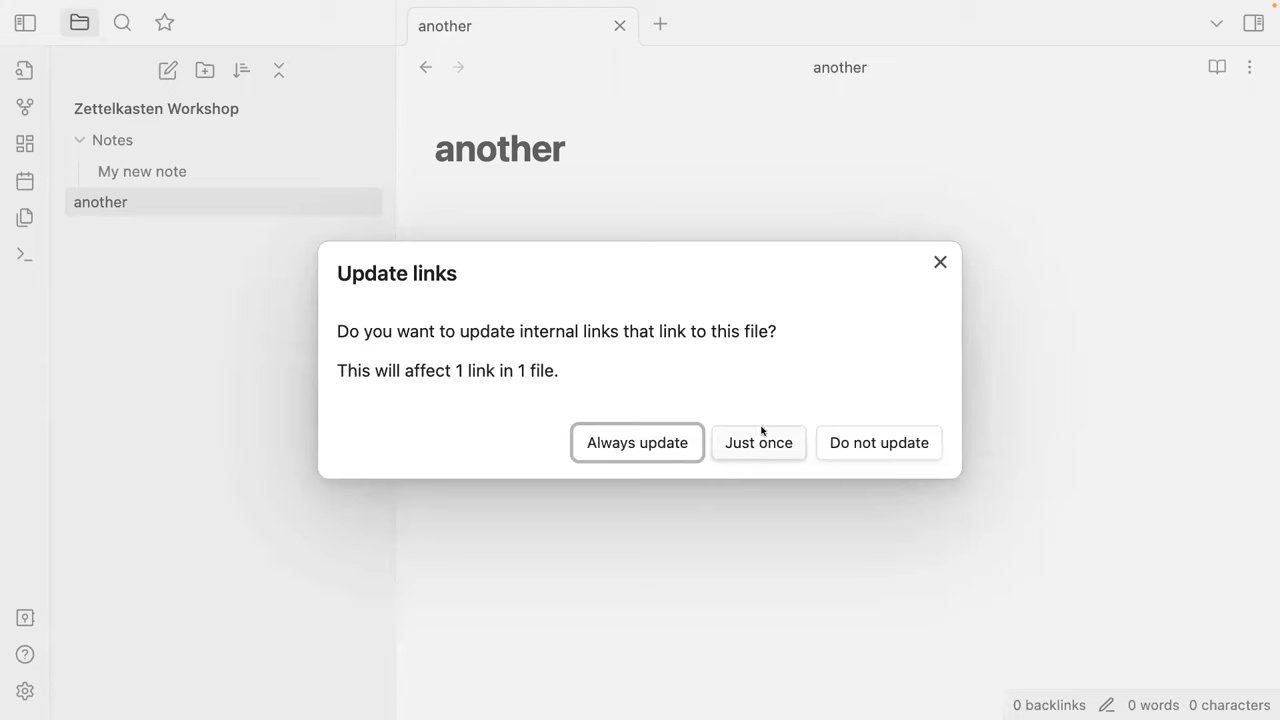 another
another
Zettelkasten Workshop
Notes
My new note
another
another
Update links
Do you want to update internal links that link to this file?
This will affect 1 link in 1 file.
Always update Just once Do not update
0 backlinks 0 words 0 characters